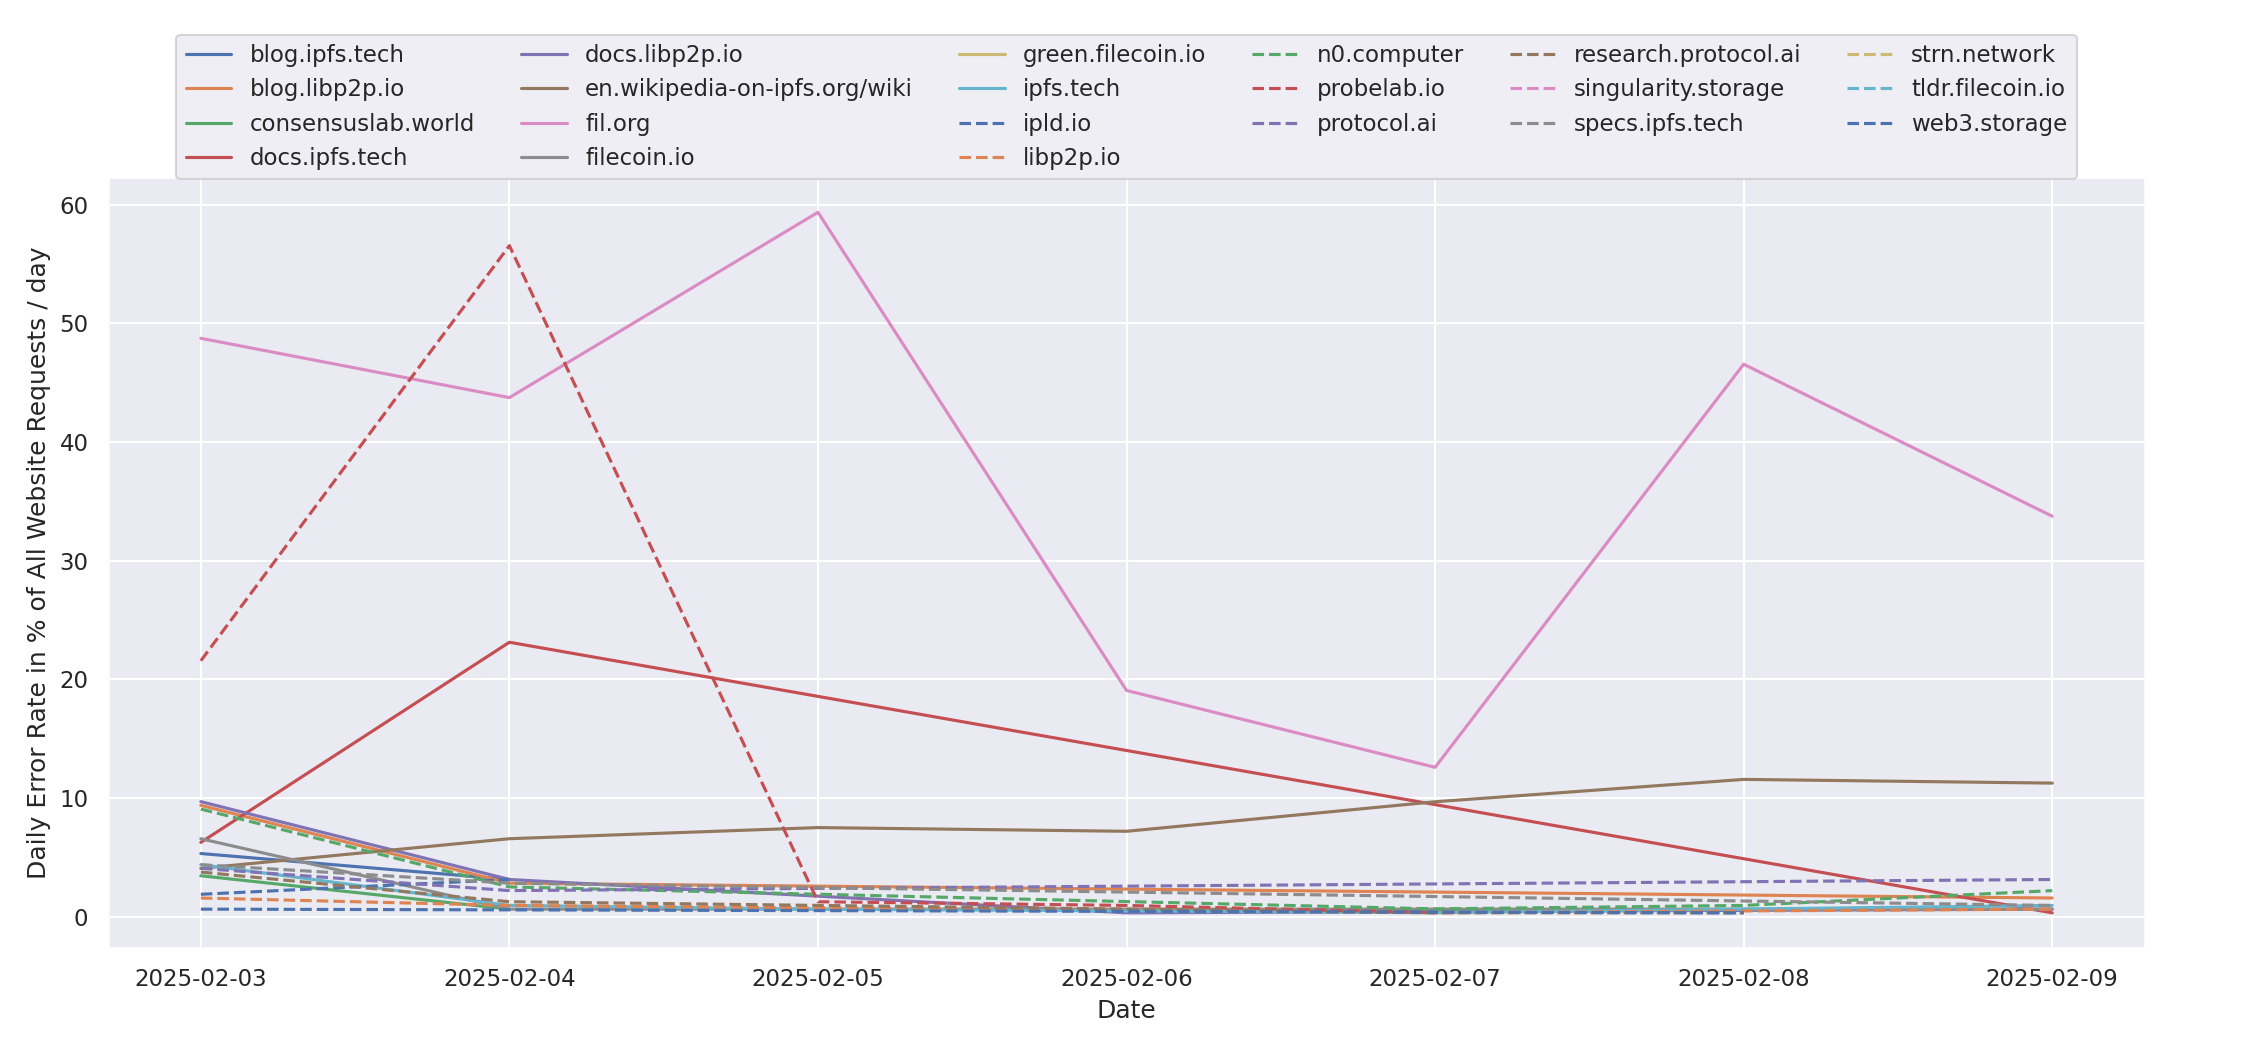 blog.ipfs.tech
blog.libp2p.io
consensuslab.world
docs.ipfs.tech
docs.libp2p.io
en.wikipedia-on-ipfs.org/wiki
fil.org
filecoin.io
green.filecoin.io
ipfs.tech
ipld.io
libp2p.io
n0.computer
probelab.io
protocol.ai
research.protocol.ai
singularity.storage
specs.ipfs.tech
strn.network
tldr.filecoin.io
web3.storage
Daily Error Rate in % of All Website Requests / day
60
50
40
30
20
10
0
2025-02-03
2025-02-04
2025-02-05
2025-02-06
2025-02-07
2025-02-08
2025-02-09
Date